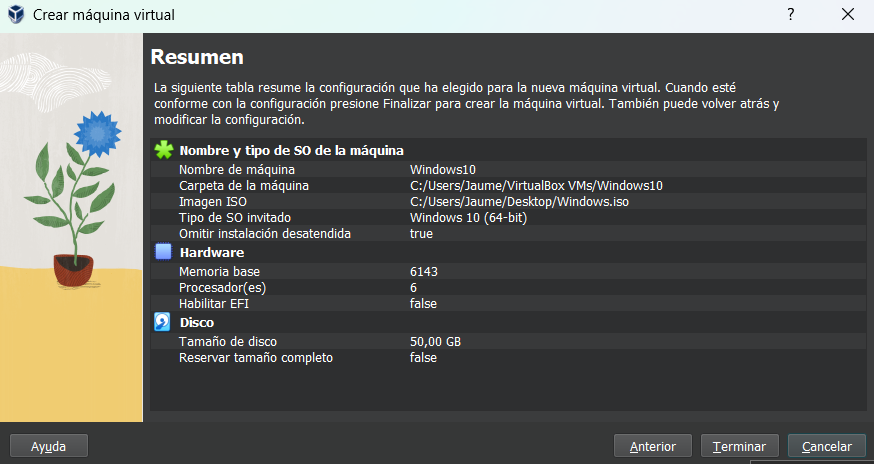 Crear máquina virtual
?
Resumen
La siguiente tabla resume la configuración que ha elegido para la nueva máquina virtual. Cuando esté
conforme con la configuración presione Finalizar para crear la máquina virtual. También puede volver atrás y
modificar la configuración.
Nombre y tipo de SO de la máquina
Nombre de máquina Windows10
Carpeta de la máquina C:/Users/Jaume/VirtualBox VMs/Windows10
Imagen ISO C:/Users/Jaume/Desktop/Windows.iso
Tipo de SO invitado Windows 10 (64-bit)
Omitir instalación desatendida true
Hardware
Memoria base 6143
Procesador(es) 6
Habilitar EFI false
Disco
Tamaño de disco 50,00 GB
Reservar tamaño completo false
Ayuda Anterior Terminar Cancelar